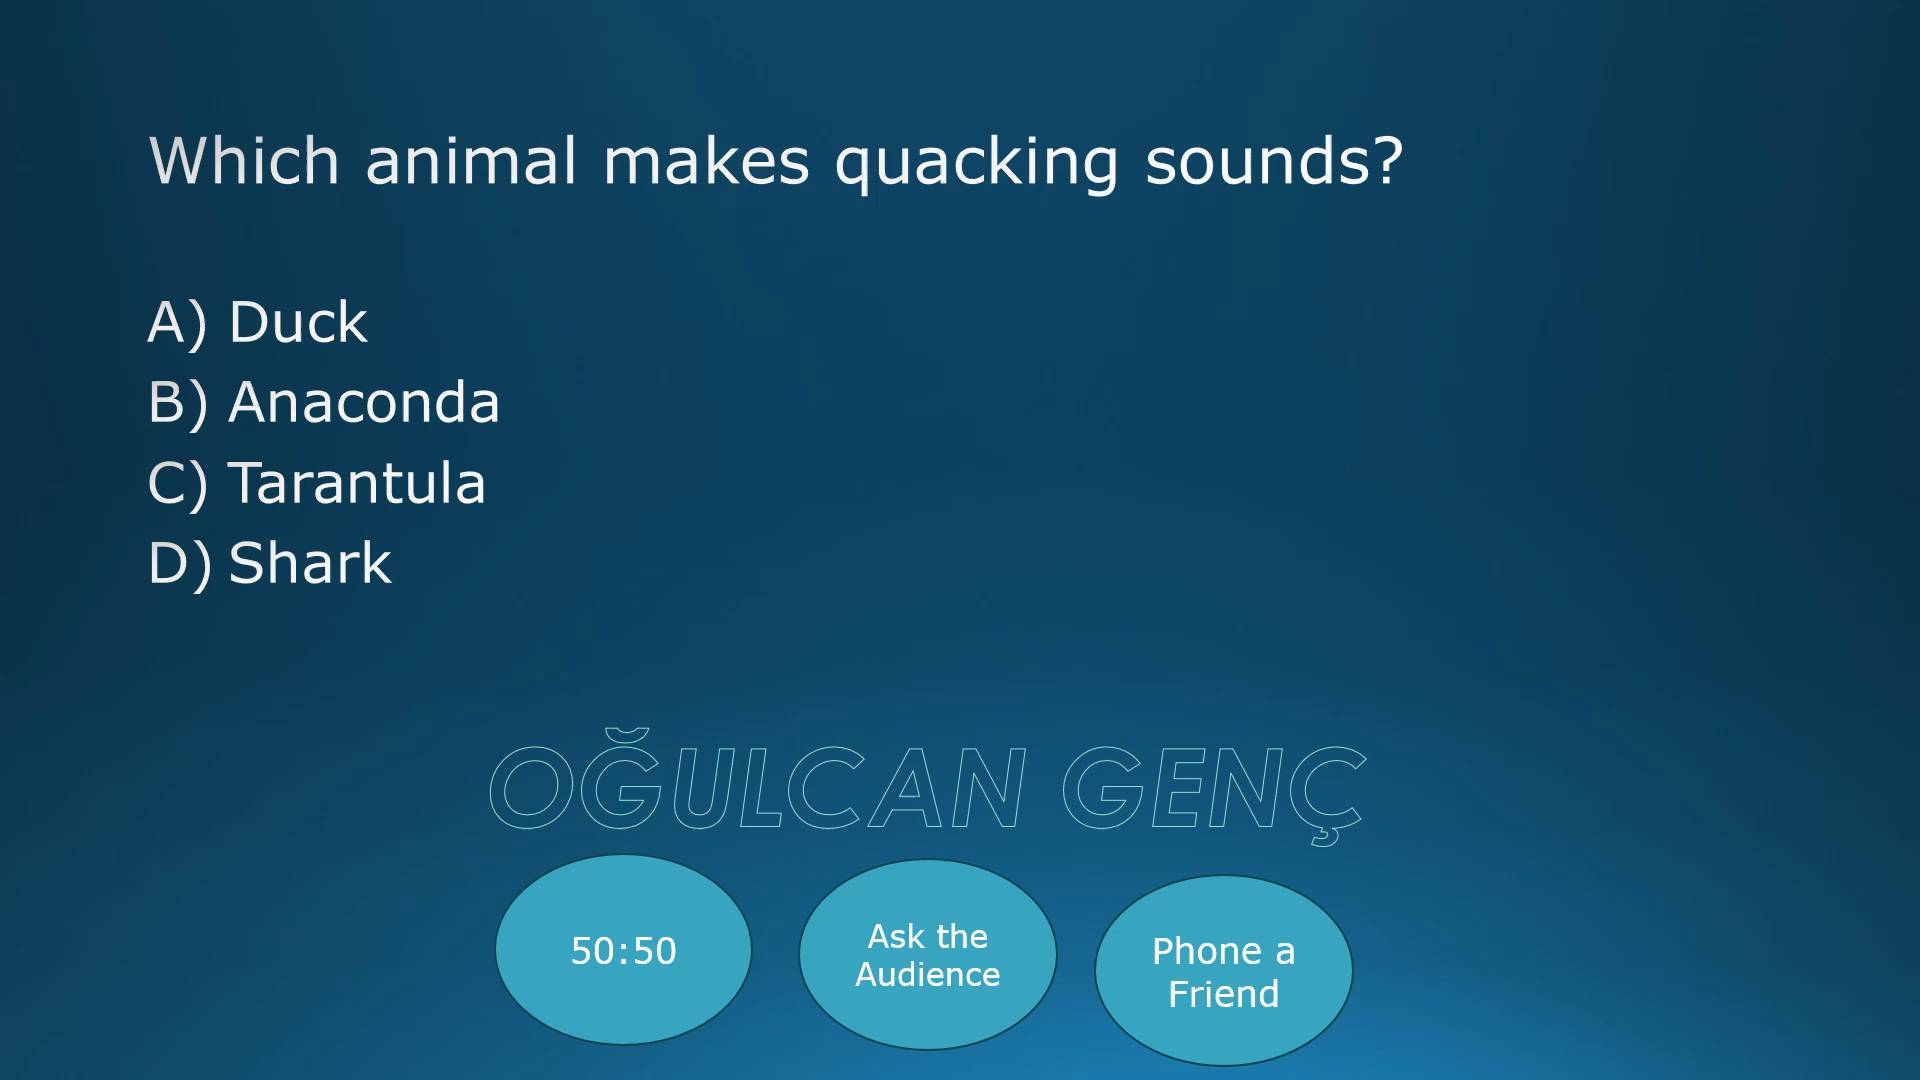 Which animal makes quacking sounds?
A) Duck
B) Anaconda
C) Tarantula
D) Shark
OĞULCAN GENÇ
50:50
Ask the
Audience
Phone a
Friend